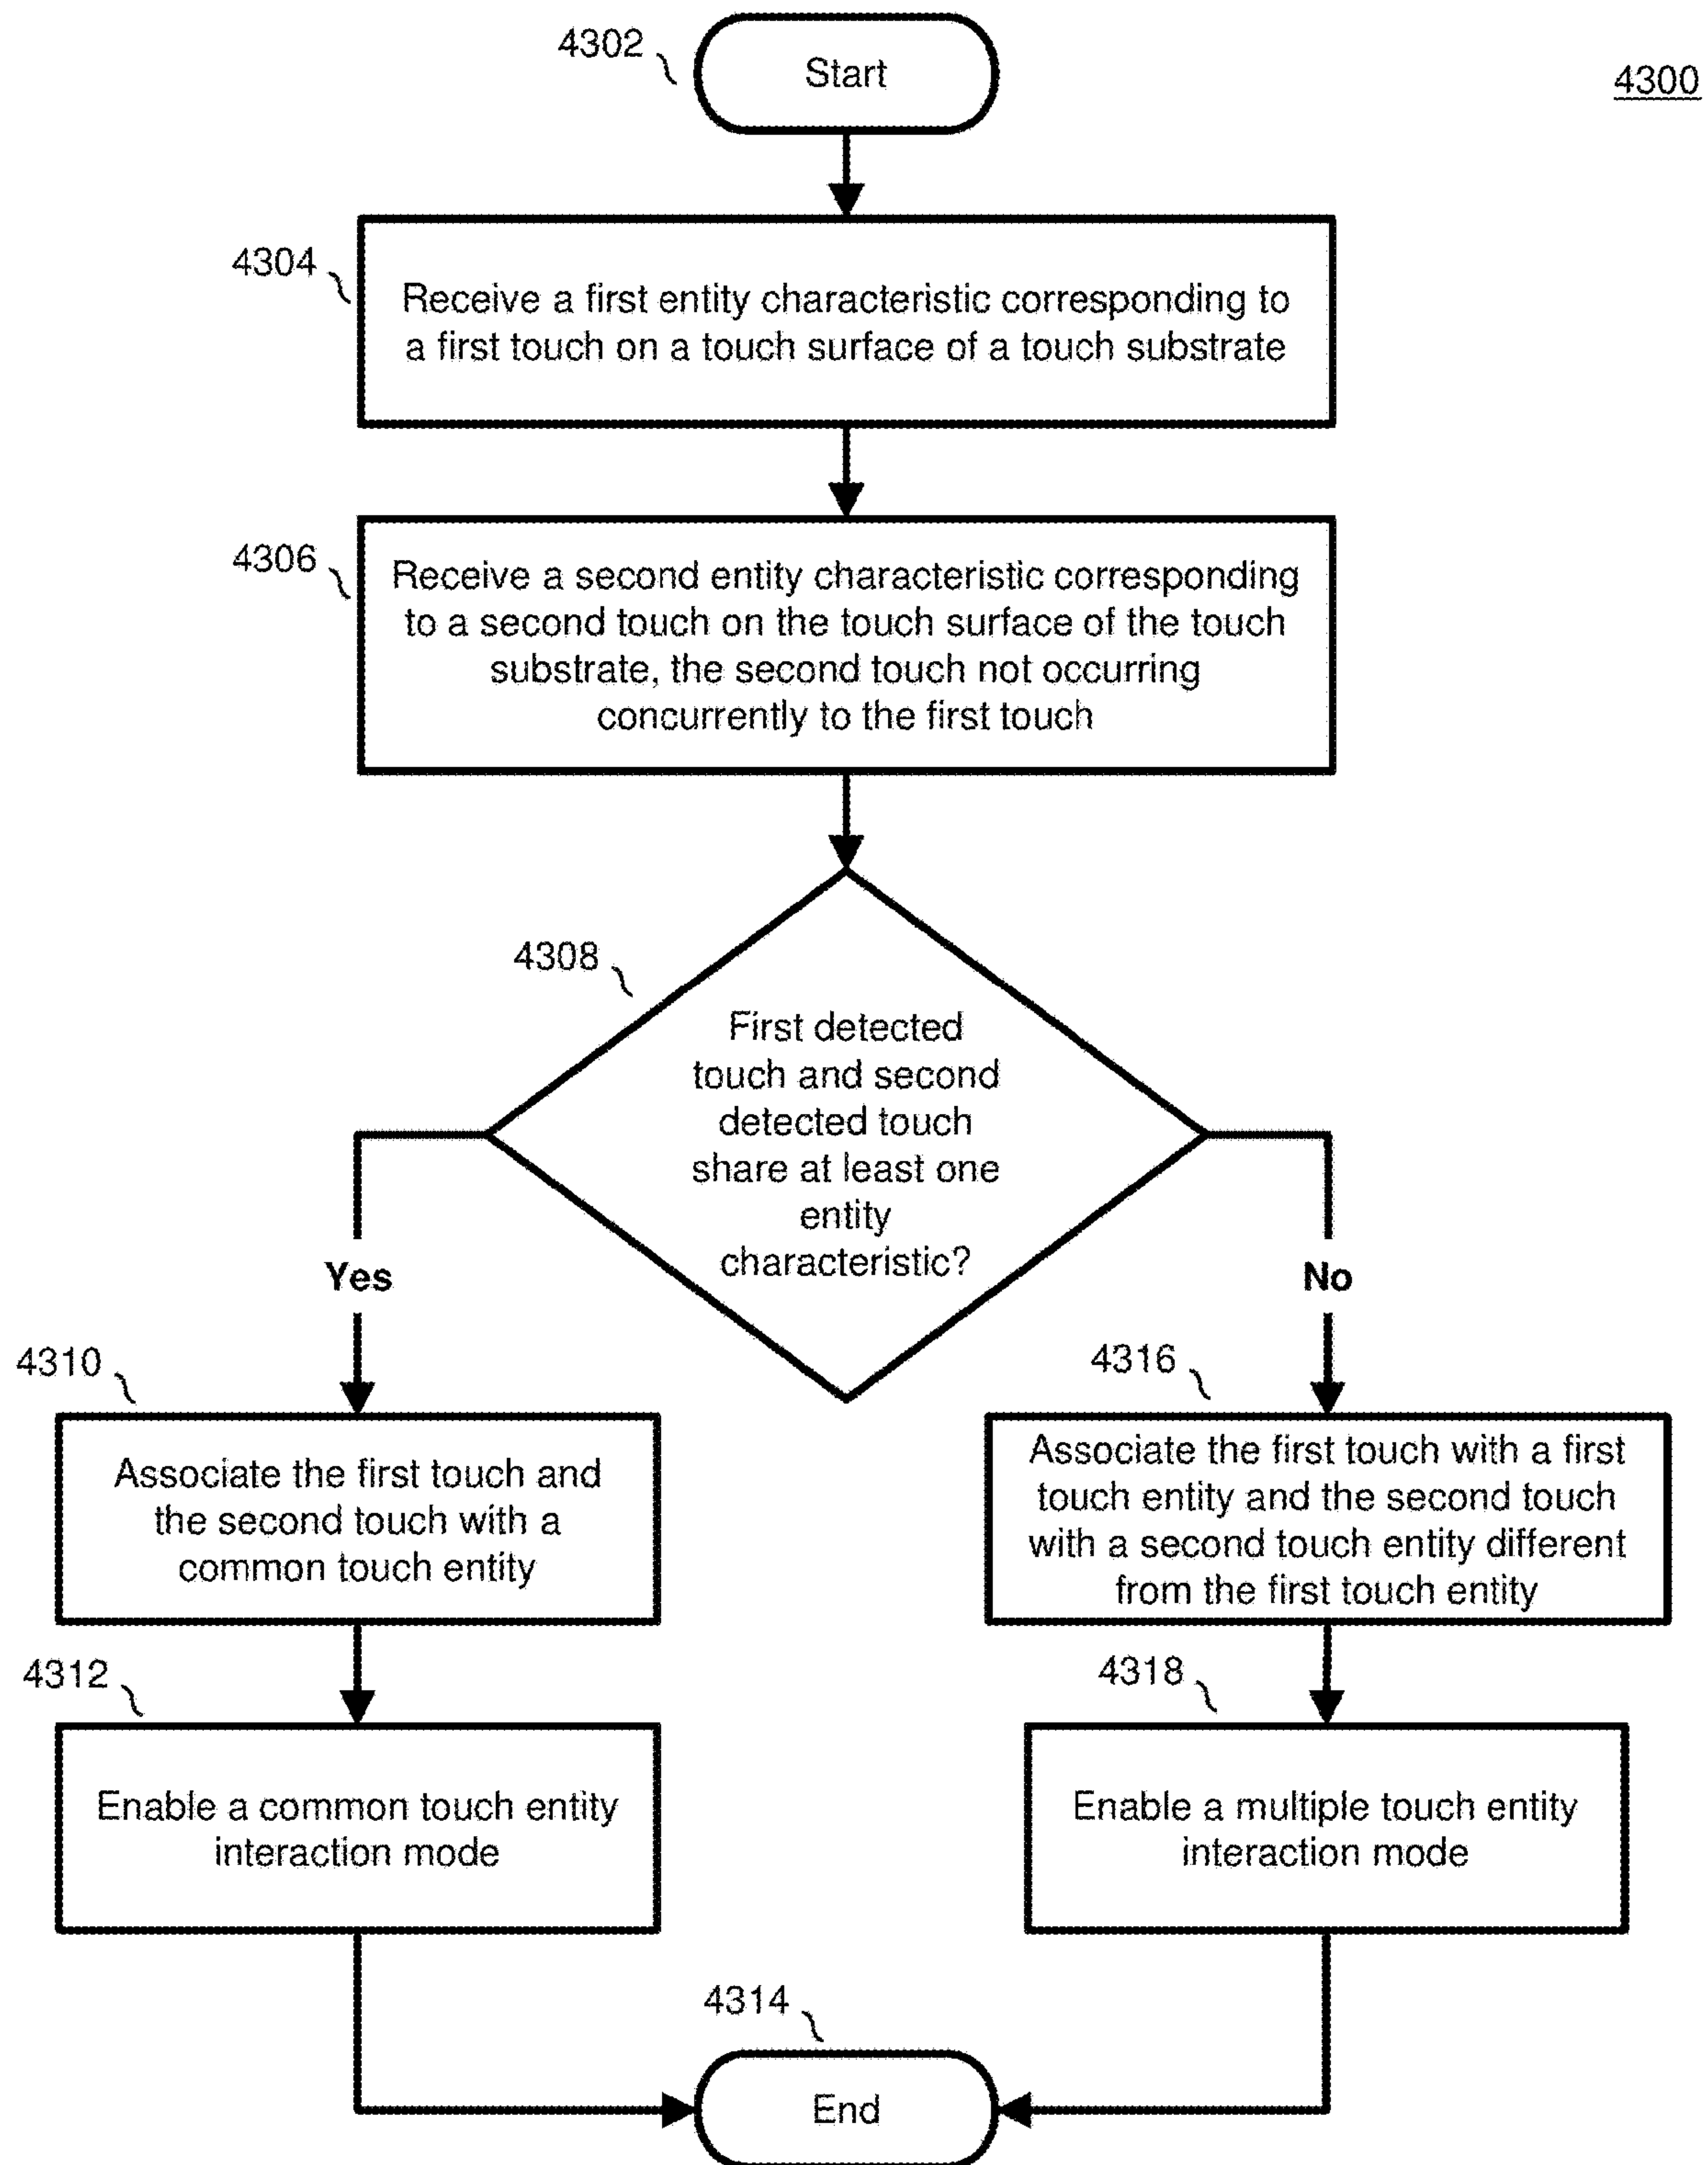 4302
Start
4300
4304
Receive a first entity characteristic corresponding to
a first touch on a touch surface of a touch substrate
4306
Receive a second entity characteristic corresponding
to a second touch on the touch surface of the touch
substrate, the second touch not occurring
concurrently to the first touch
4308
First detected
touch and second
detected touch
share at least one
entity
characteristic?
Yes
No
4310
Associate the first touch and
the second touch with a
common touch entity
4316
Associate the first touch with a first
touch entity and the second touch
with a second touch entity different
from the first touch entity
4312
Enable a common touch entity
interaction mode
4318
Enable a multiple touch entity
interaction mode
4314
End